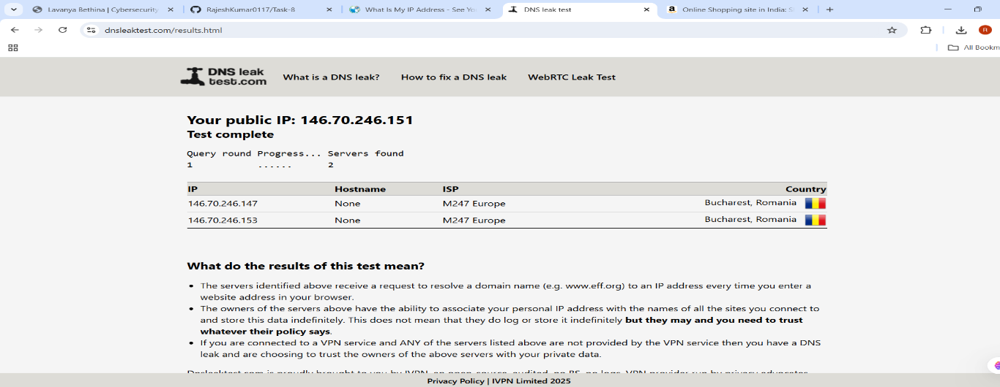 Lavanya Bethina | Cybersecurity
RajeshKumar0117/Task-8
What Is My IP Address - See Yo
DNS leak test
a Online Shopping site in India: S
dnsleaktest.com/results.html
R
All Bookm
DNS leak
test.com
What is a DNS leak?
How to fix a DNS leak
WebRTC Leak Test
Your public IP: 146.70.246.151
Test complete
Query round Progress... Servers found
1 ...... 2
IP Hostname ISP Country
146.70.246.147 None M247 Europe Bucharest, Romania
146.70.246.153 None M247 Europe Bucharest, Romania
What do the results of this test mean?
• The servers identified above receive a request to resolve a domain name (e.g. www.eff.org) to an IP address every time you enter a
website address in your browser.
• The owners of the servers above have the ability to associate your personal IP address with the names of all the sites you connect to
and store this data indefinitely. This does not mean that they do log or store it indefinitely but they may and you need to trust
whatever their policy says.
• If you are connected to a VPN service and ANY of the servers listed above are not provided by the VPN service then you have a DNS
leak and are choosing to trust the owners of the above servers with your private data.
Privacy Policy | IVPN Limited 2025